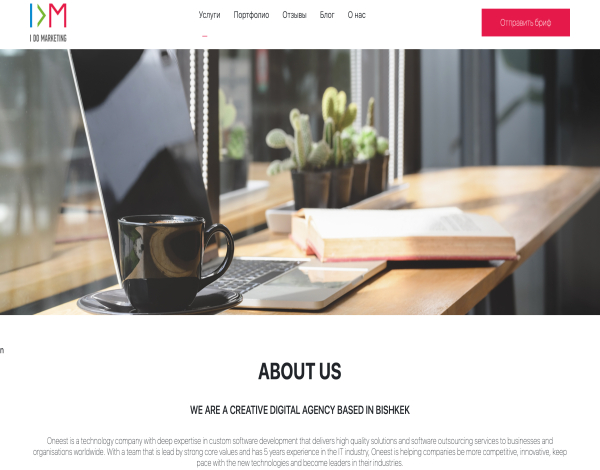 I DO MARKETING
Услуги Портфолио Отзывы Блог О нас
Отправить бриф
n
ABOUT US
WE ARE A CREATIVE DIGITAL AGENCY BASED IN BISHKEK
Oneest is a technology company with deep expertise in custom software development that delivers high quality solutions and software outsourcing services to businesses and
organisations worldwide. With a team that is lead by strong core values and has 5 years experience in the IT industry, Oneest is helping companies be more competitive, innovative, keep
pace with the new technologies and become leaders in their industries.